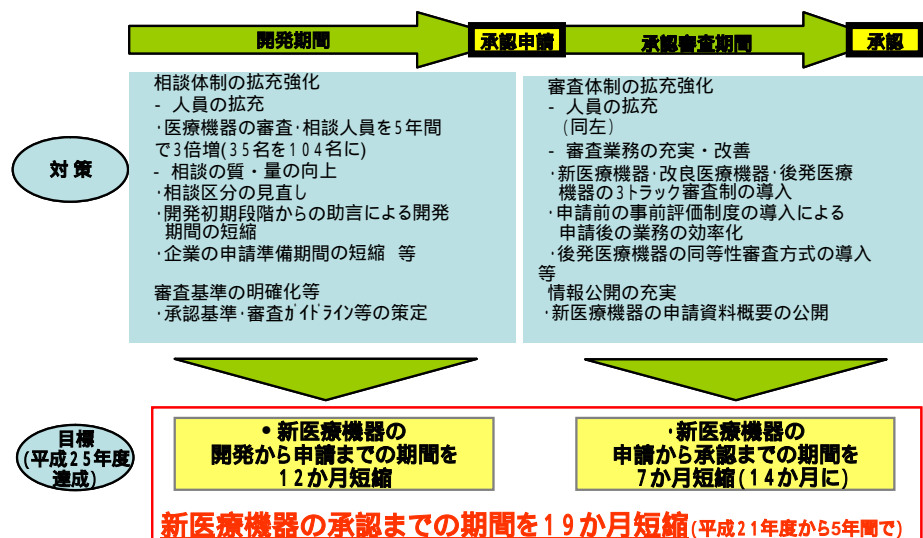 開発期間
承認申請
承認審査期間
承認
対策
相談体制の拡充強化
- 人員の拡充
・医療機器の審査・相談人員を5年間
で3倍増(35名を104名に)
- 相談の質・量の向上
・相談区分の見直し
・開発初期段階からの助言による開発
期間の短縮
・企業の申請準備期間の短縮 等
審査基準の明確化等
・承認基準・審査ガイドライン等の策定
審査体制の拡充強化
- 人員の拡充
(同左)
- 審査業務の充実・改善
・新医療機器・改良医療機器・後発医療
機器の3トラック審査制の導入
・申請前の事前評価制度の導入による
申請後の業務の効率化
・後発医療機器の同等性審査方式の導入
等
情報公開の充実
・新医療機器の申請資料概要の公開
目標
(平成25年度
達成)
•新医療機器の
開発から申請までの期間を
12か月短縮
・新医療機器の
申請から承認までの期間を
7か月短縮(14か月に)
新医療機器の承認までの期間を19か月短縮(平成21年度から5年間で)